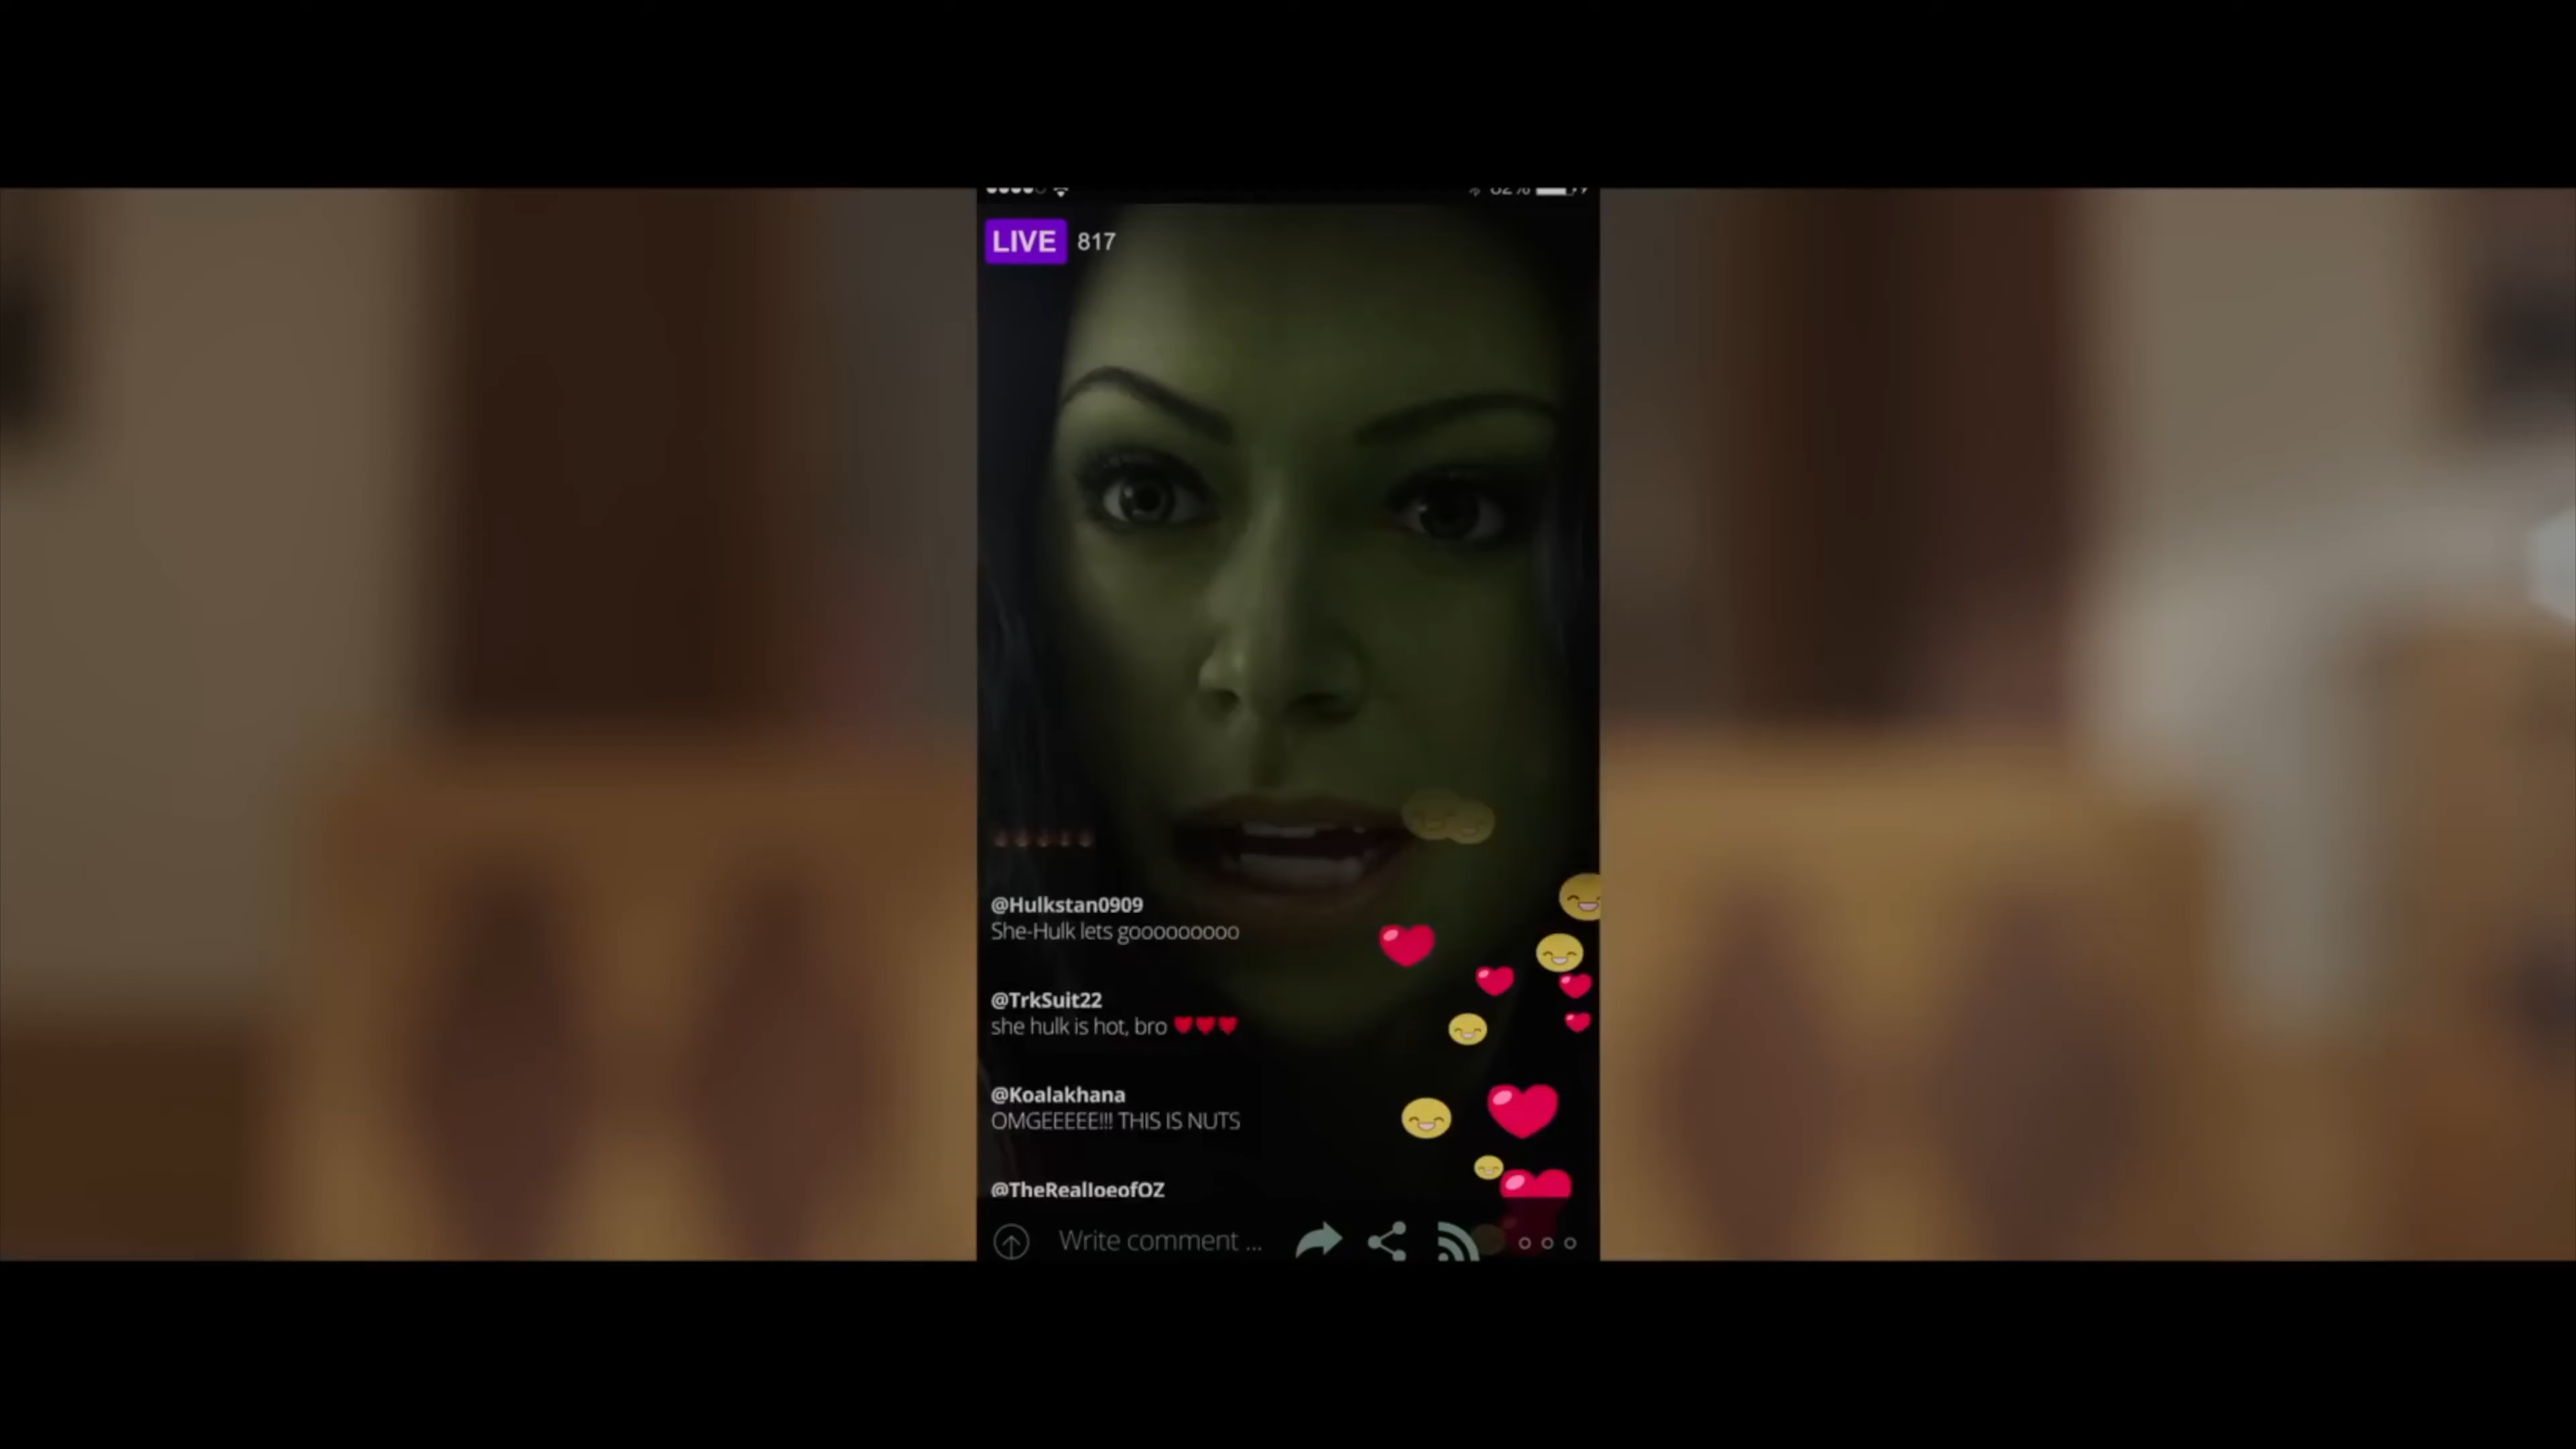 LIVE 817
@Hulkstan0909
She-Hulk lets gooooooooo
@TrkSuit22
she hulk is hot, bro
@Koalakhana
OMGEEEEE!!! THIS IS NUTS
@TheRealJoeofOZ
Write comment ...